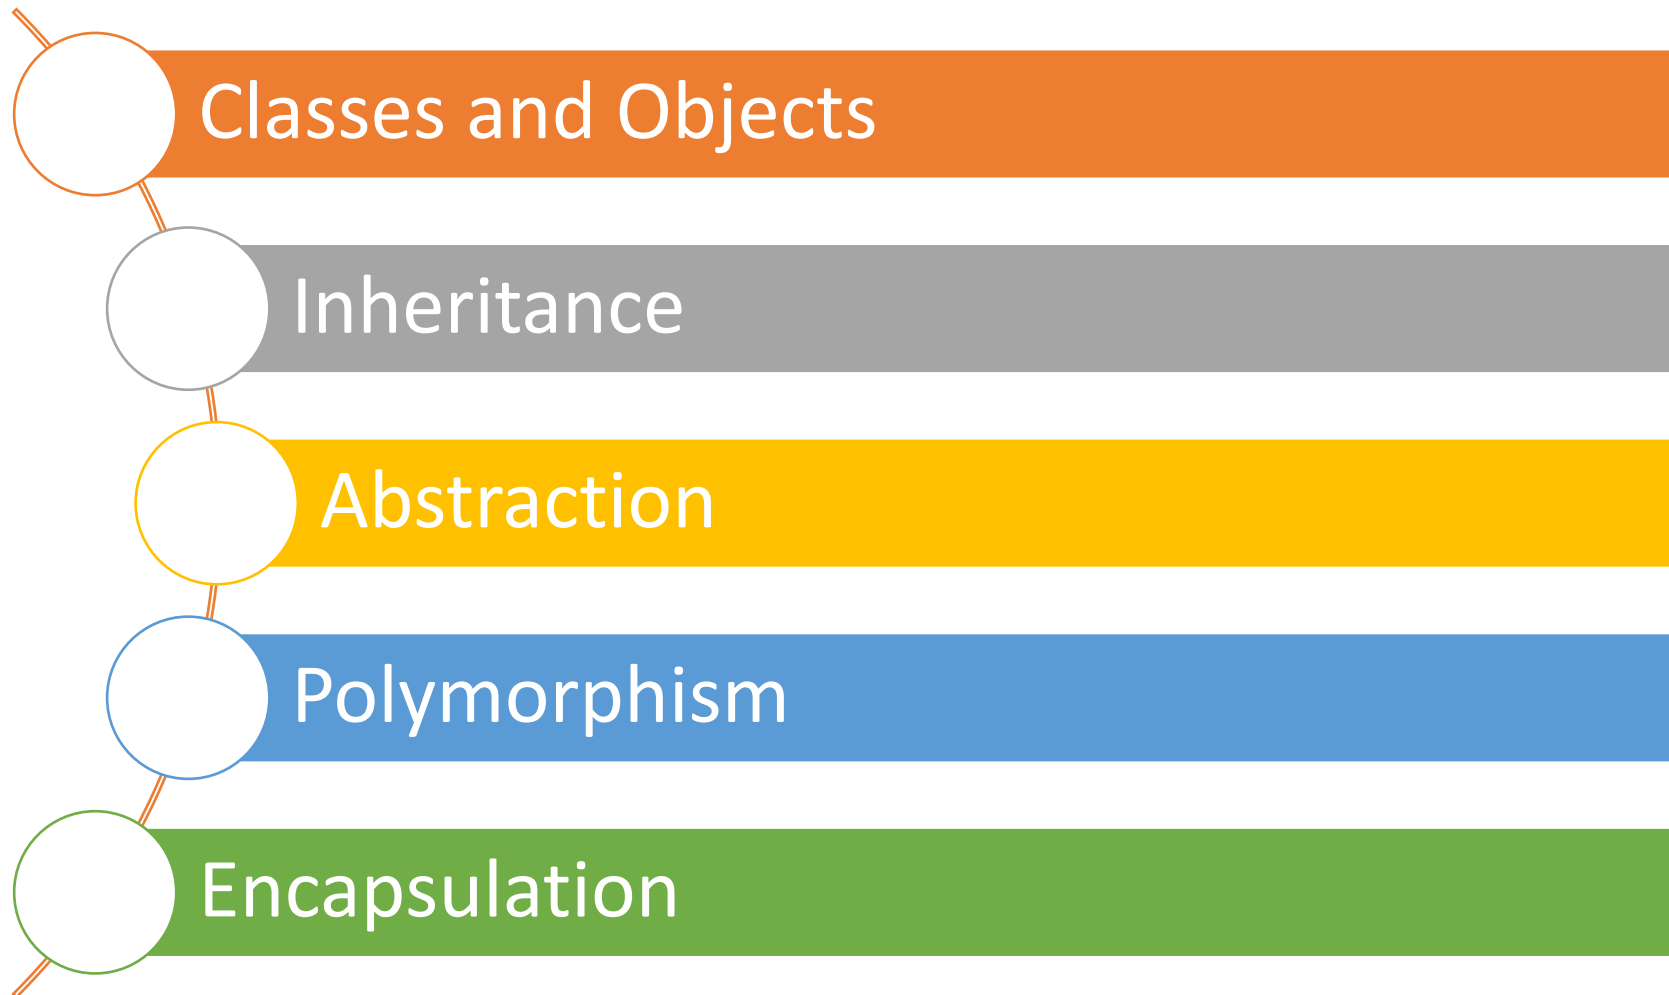 Classes and Objects
Inheritance
Abstraction
Polymorphism
Encapsulation